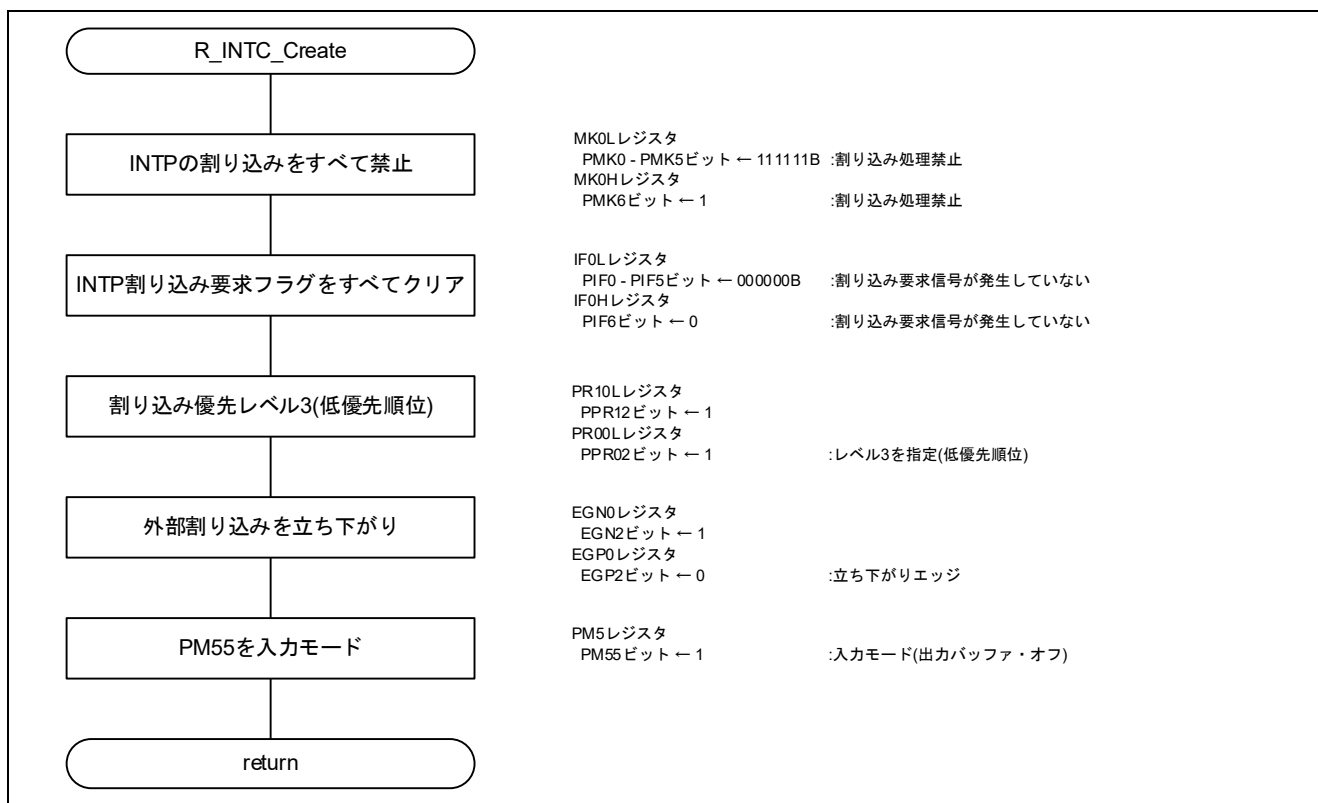 R_INTC_Create
INTPの割り込みをすべて禁止
MK0Lレジスタ
PMK0 - PMK5ビット ← 111111B :割り込み処理禁止
MK0Hレジスタ
PMK6ビット ← 1 :割り込み処理禁止
INTP割り込み要求フラグをすべてクリア
IF0Lレジスタ
PIF0 - PIF5ビット ← 000000B :割り込み要求信号が発生していない
IF0Hレジスタ
PIF6ビット ← 0 :割り込み要求信号が発生していない
割り込み優先レベル3(低優先順位)
PR10Lレジスタ
PPR12ビット ← 1
PR00Lレジスタ
PPR02ビット ← 1 :レベル3を指定(低優先順位)
外部割り込みを立ち下がり
EGN0レジスタ
EGN2ビット ← 1
EGP0レジスタ
EGP2ビット ← 0 :立ち下がりエッジ
PM55を入力モード
PM5レジスタ
PM55ビット ← 1 :入力モード(出力バッファ・オフ)
return